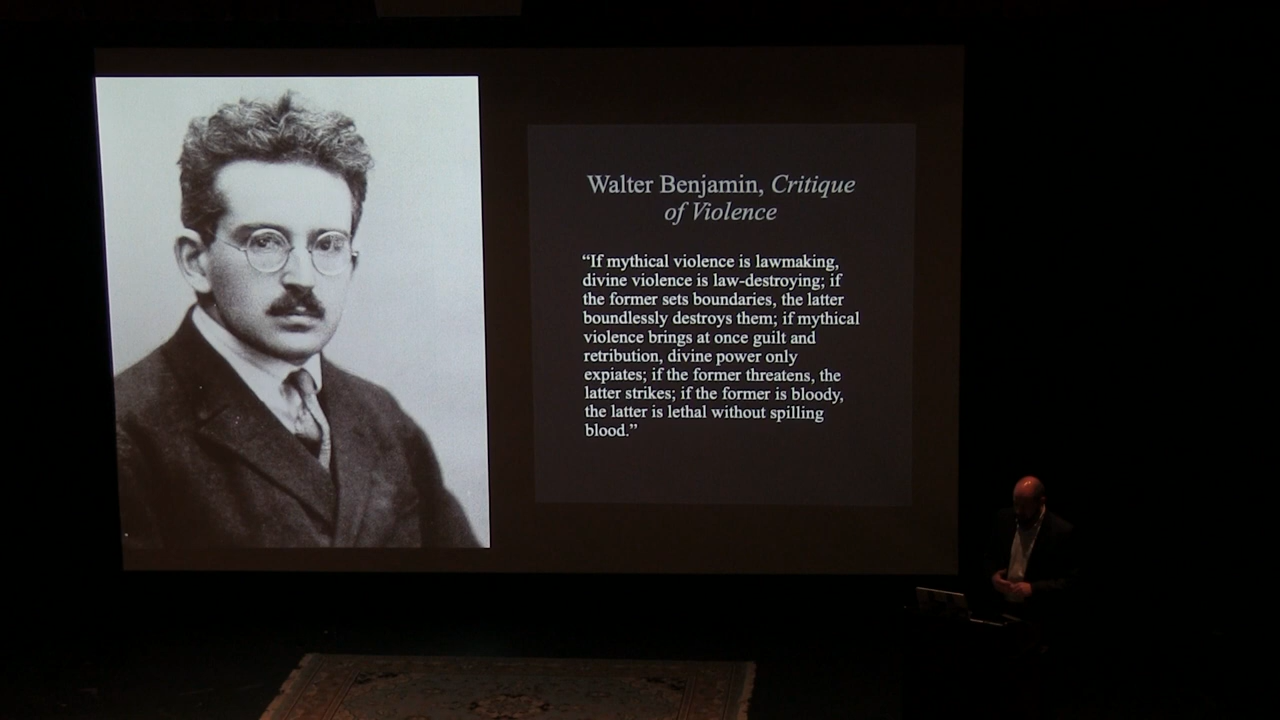 Walter Benjamin, Critique
of Violence
“If mythical violence is lawmaking,
divine violence is law-destroying; if
the former sets boundaries, the latter
boundlessly destroys them; if mythical
violence brings at once guilt and
retribution, divine power only
expiates; if the former threatens, the
latter strikes; if the former is bloody,
the latter is lethal without spilling
blood.”